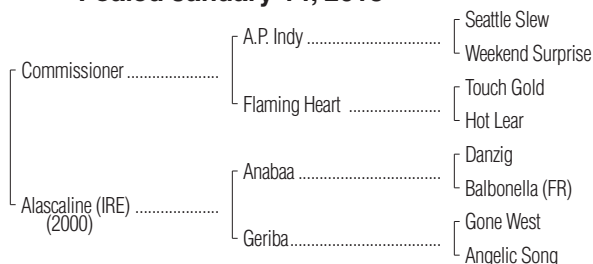 Foaled January
Seattle Slew
A.P. Indy ........................................
Weekend Surprise
Commissioner .....................
Touch Gold
Flaming Heart ...........................
Hot Lear
Danzig
Anabaa ..........................................
Balbonella (FR)
Alascaline (IRE) ...................
(2000)
Gone West
Geriba............................................
Angelic Song